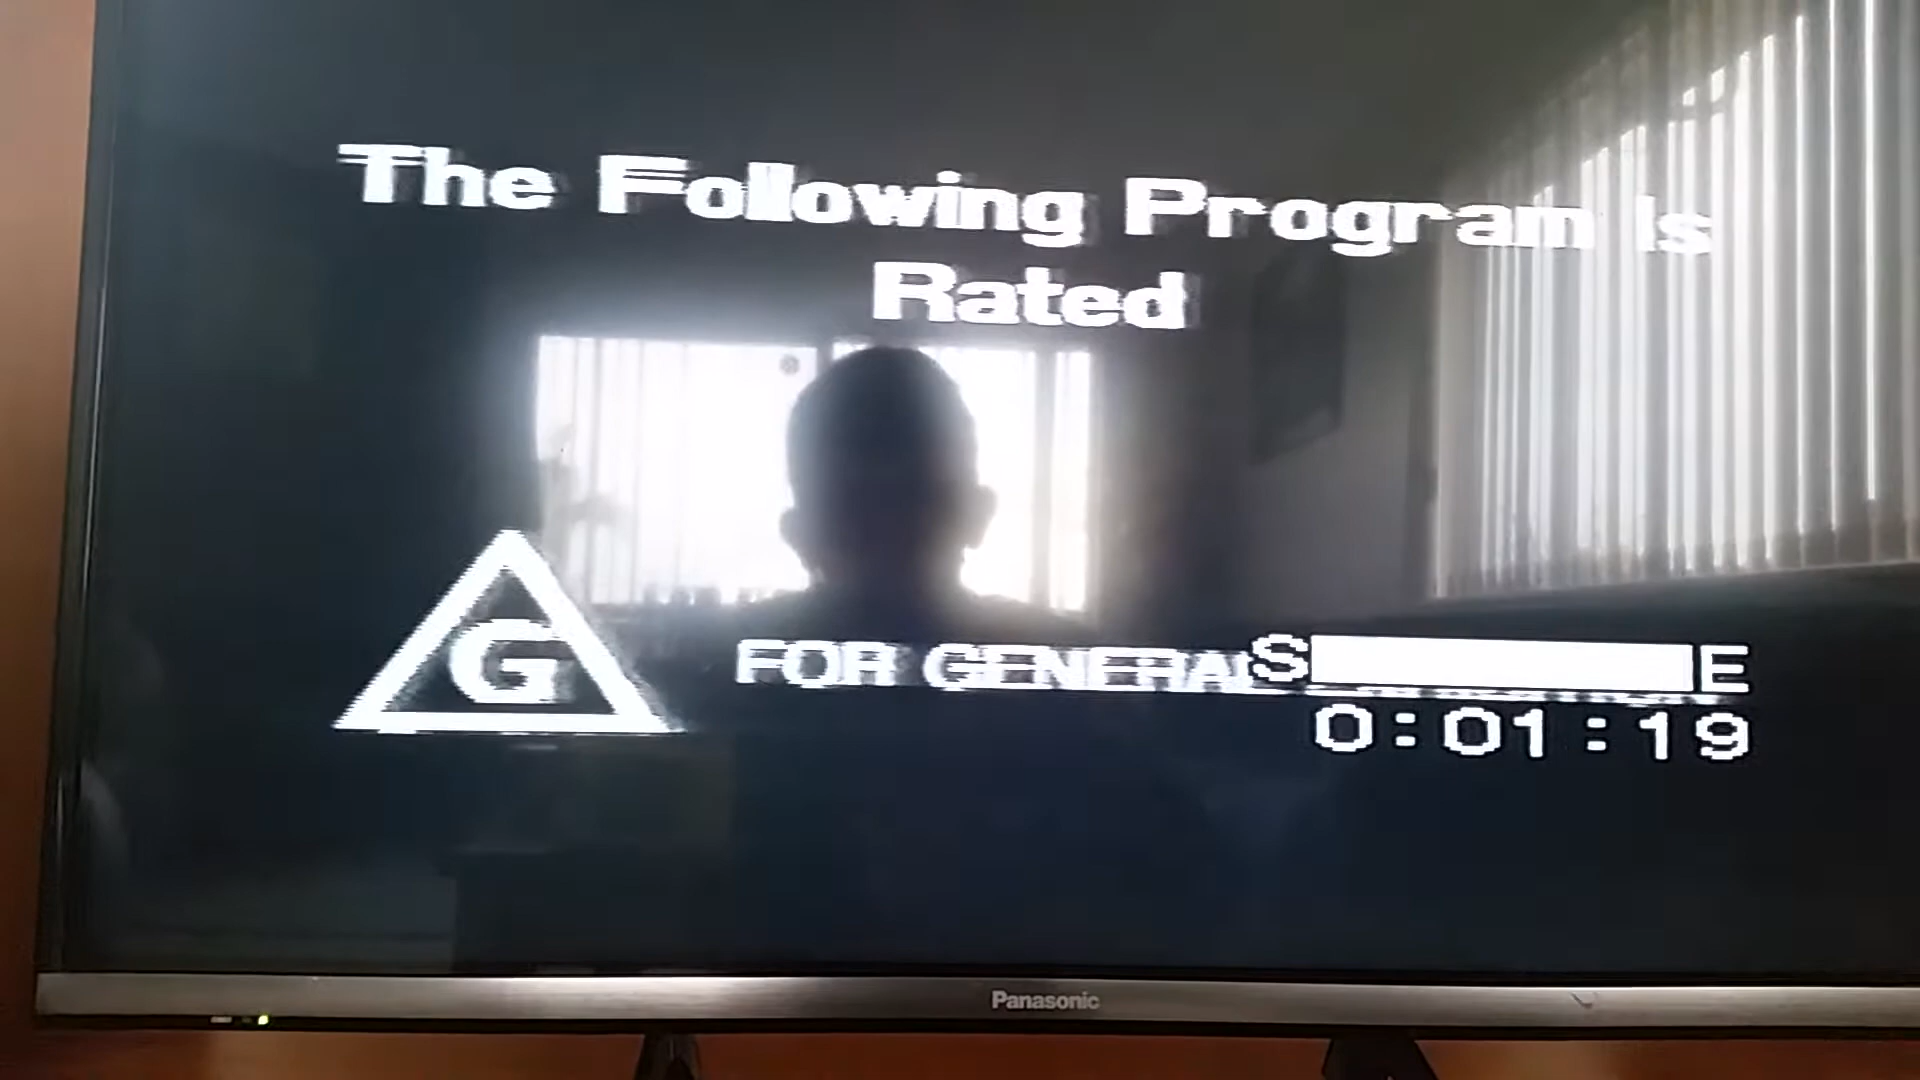 The Following Program Is
Rated
G
FOR GENERAL
S E
0:01:19
Panasonic